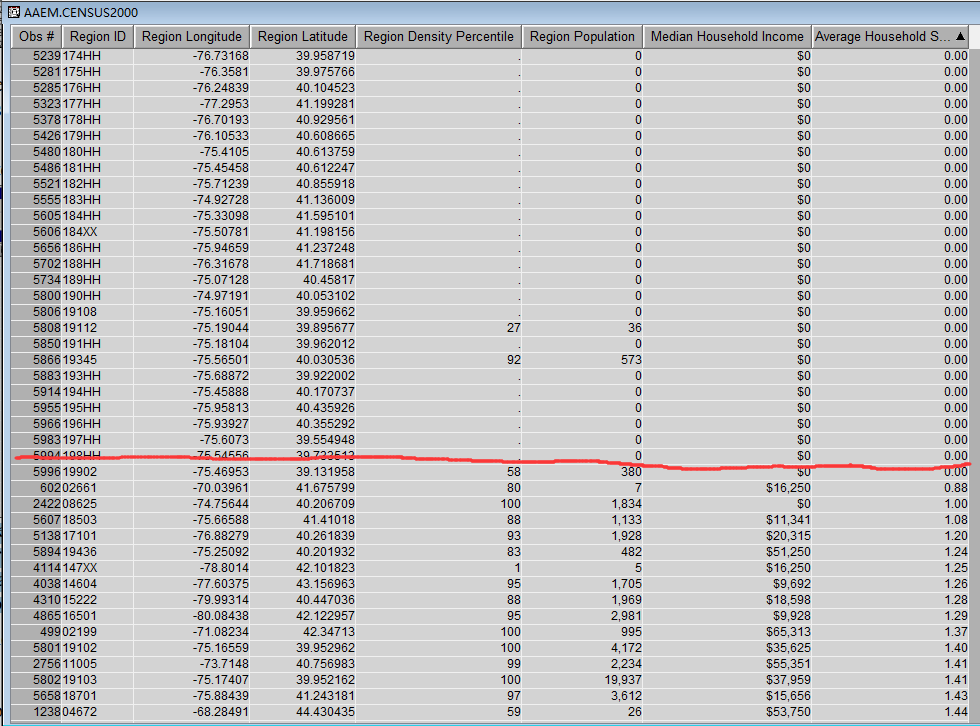 AAEM.CENSUS2000
Obs # Region ID Region Longitude Region Latitude Region Density Percentile Region Population Median Household Income Average Household S... ▲
5239 174HH -76.73168 39.958719 . 0 $0 0.00
5281 175HH -76.3581 39.975766 . 0 $0 0.00
5285 176HH -76.24839 40.104523 . 0 $0 0.00
5323 177HH -77.2953 41.199281 . 0 $0 0.00
5378 178HH -76.70193 40.929561 . 0 $0 0.00
5426 179HH -76.10533 40.608665 . 0 $0 0.00
5480 180HH -75.4105 40.613759 . 0 $0 0.00
5486 181HH -75.45458 40.612247 . 0 $0 0.00
5521 182HH -75.71239 40.855918 . 0 $0 0.00
5555 183HH -74.92728 41.136009 . 0 $0 0.00
5605 184HH -75.33098 41.595101 . 0 $0 0.00
5606 184XX -75.50781 41.198156 . 0 $0 0.00
5656 186HH -75.94659 41.237248 . 0 $0 0.00
5702 188HH -76.31678 41.718681 . 0 $0 0.00
5734 189HH -75.07128 40.45817 . 0 $0 0.00
5800 190HH -74.97191 40.053102 . 0 $0 0.00
5806 19108 -75.16051 39.959662 . 0 $0 0.00
5808 19112 -75.19044 39.895677 27 36 $0 0.00
5850 191HH -75.18104 39.962012 . 0 $0 0.00
5866 19345 -75.56501 40.030536 92 573 $0 0.00
5883 193HH -75.68872 39.922002 . 0 $0 0.00
5914 194HH -75.45888 40.170737 . 0 $0 0.00
5955 195HH -75.95813 40.435926 . 0 $0 0.00
5966 196HH -75.93927 40.355292 . 0 $0 0.00
5983 197HH -75.6073 39.554948 . 0 $0 0.00
5994 198HH -75.54556 39.732513 . 0 $0 0.00
5996 19902 -75.46953 39.131958 58 380 $0 0.00
602 02661 -70.03961 41.675799 80 7 $16,250 0.88
2422 08625 -74.75644 40.206709 100 1,834 $0 1.00
5607 18503 -75.66588 41.41018 88 1,133 $11,341 1.08
5138 17101 -76.88279 40.261839 93 1,928 $20,315 1.20
5894 19436 -75.25092 40.201932 83 482 $51,250 1.24
4114 147XX -78.8014 42.101823 1 5 $16,250 1.25
4038 14604 -77.60375 43.156963 95 1,705 $9,692 1.26
4310 15222 -79.99314 40.447036 88 1,969 $18,598 1.28
4865 16501 -80.08438 42.122957 95 2,981 $9,928 1.29
499 02199 -71.08234 42.34713 100 995 $65,313 1.37
5801 19102 -75.16559 39.952962 100 4,172 $35,625 1.40
2756 11005 -73.7148 40.756983 99 2,234 $55,351 1.41
5802 19103 -75.17407 39.952162 100 19,937 $37,959 1.41
5658 18701 -75.88439 41.243181 97 3,612 $15,656 1.43
1238 04672 -68.28491 44.430435 59 26 $53,750 1.44